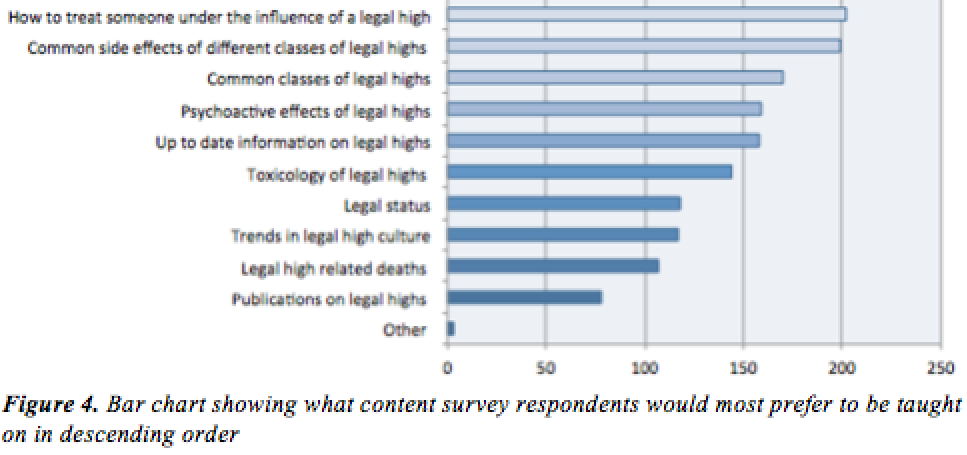 How to treat someone under the influence of a legal high
Common side effects of different classes of legal highs
Common classes of legal highs
Psychoactive effects of legal highs
Up to date information on legal highs
Toxicology of legal highs
Legal status
Trends in legal high culture
Legal high related deaths
Publications on legal highs
Other
0 50 100 150 200 250
Figure 4. Bar chart showing what content survey respondents would most prefer to be taught
on in descending order